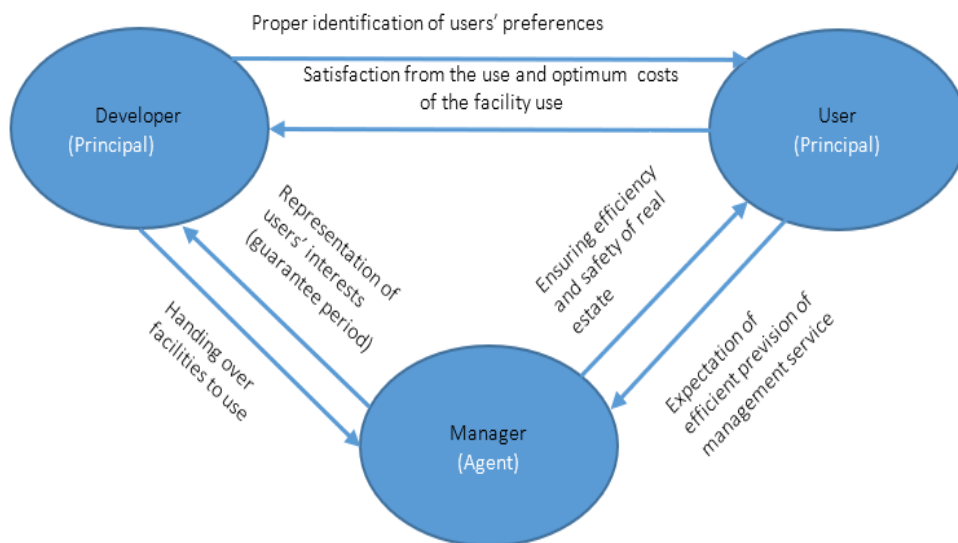 Proper identification of users' preferences
Satisfaction from the use and optimum costs
of the facility use
Developer
(Principal)
User
(Principal)
Representation of
users' interests
(guarantee period)
Ensuring efficiency
and safety of real
estate
Handing over
facilities to use
Expectation of
efficient prevision of
management service
Manager
(Agent)